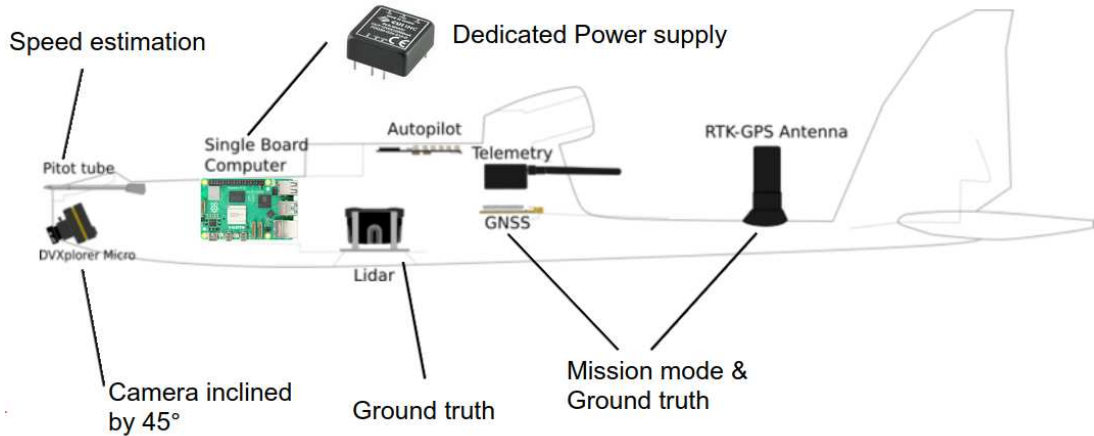 Speed estimation
Dedicated Power supply
Autopilot
RTK-GPS Antenna
Single Board
Computer
Telemetry
Pitot tube
GNSS
DVXplorer Micro
Lidar
Mission mode &
Ground truth
Camera inclined
by 45°
Ground truth